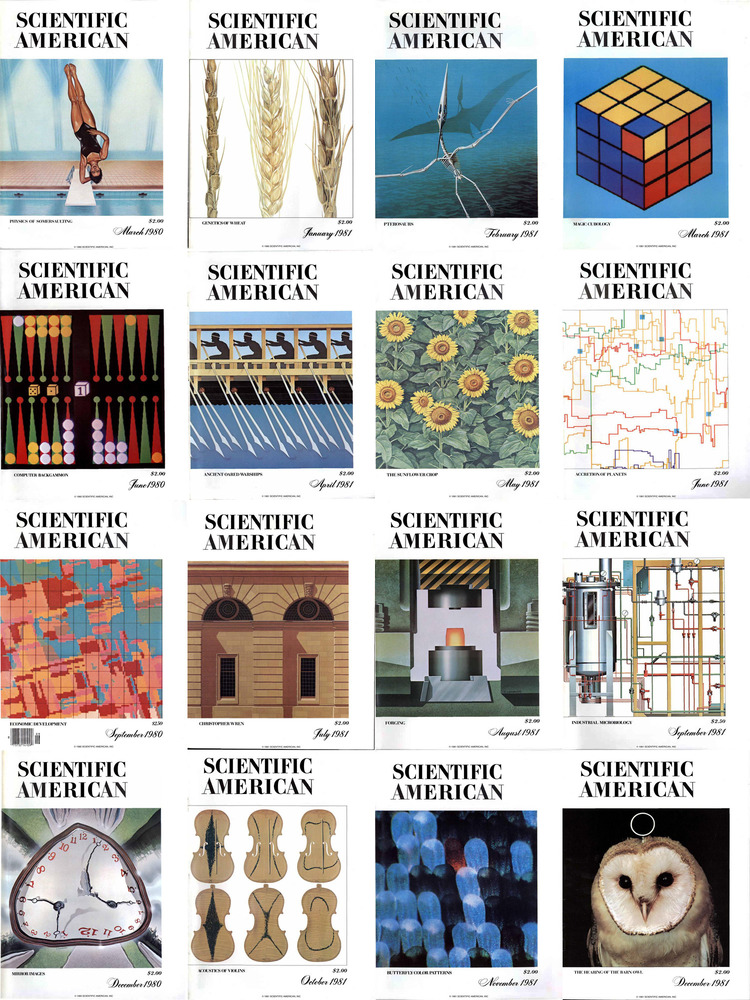 SCIENTIFIC
AMERICAN
PHYSICS OF SOMERSAULTING
$2.00
March 1980
SCIENTIFIC
AMERICAN
GENETICS OF WHEAT
$2.00
January 1981
SCIENTIFIC
AMERICAN
PTEROSAURS
$2.00
February 1981
SCIENTIFIC
AMERICAN
MAGIC CUBOLOGY
$2.00
March 1981
SCIENTIFIC
AMERICAN
1
COMPUTER BACKGAMMON
$2.00
June 1980
SCIENTIFIC
AMERICAN
ANCIENT OARED WARSHIPS
$2.00
April 1981
SCIENTIFIC
AMERICAN
THE SUNFLOWER CROP
$2.00
May 1981
SCIENTIFIC
AMERICAN
ACCRETION OF PLANETS
$2.00
June 1981
SCIENTIFIC
AMERICAN
ECONOMIC DEVELOPMENT
$2.50
September 1980
SCIENTIFIC
AMERICAN
CHRISTOPHER WREN
$2.00
July 1981
SCIENTIFIC
AMERICAN
FORGING
$2.00
August 1981
SCIENTIFIC
AMERICAN
INDUSTRIAL MICROBIOLOGY
$2.50
September 1981
SCIENTIFIC
AMERICAN
MIRROR IMAGES
$2.00
December 1980
SCIENTIFIC
AMERICAN
ACOUSTICS OF VIOLINS
$2.00
October 1981
SCIENTIFIC
AMERICAN
BUTTERFLY COLOR PATTERNS
$2.00
November 1981
SCIENTIFIC
AMERICAN
THE HEARING OF THE BARN OWL
$2.00
December 1981